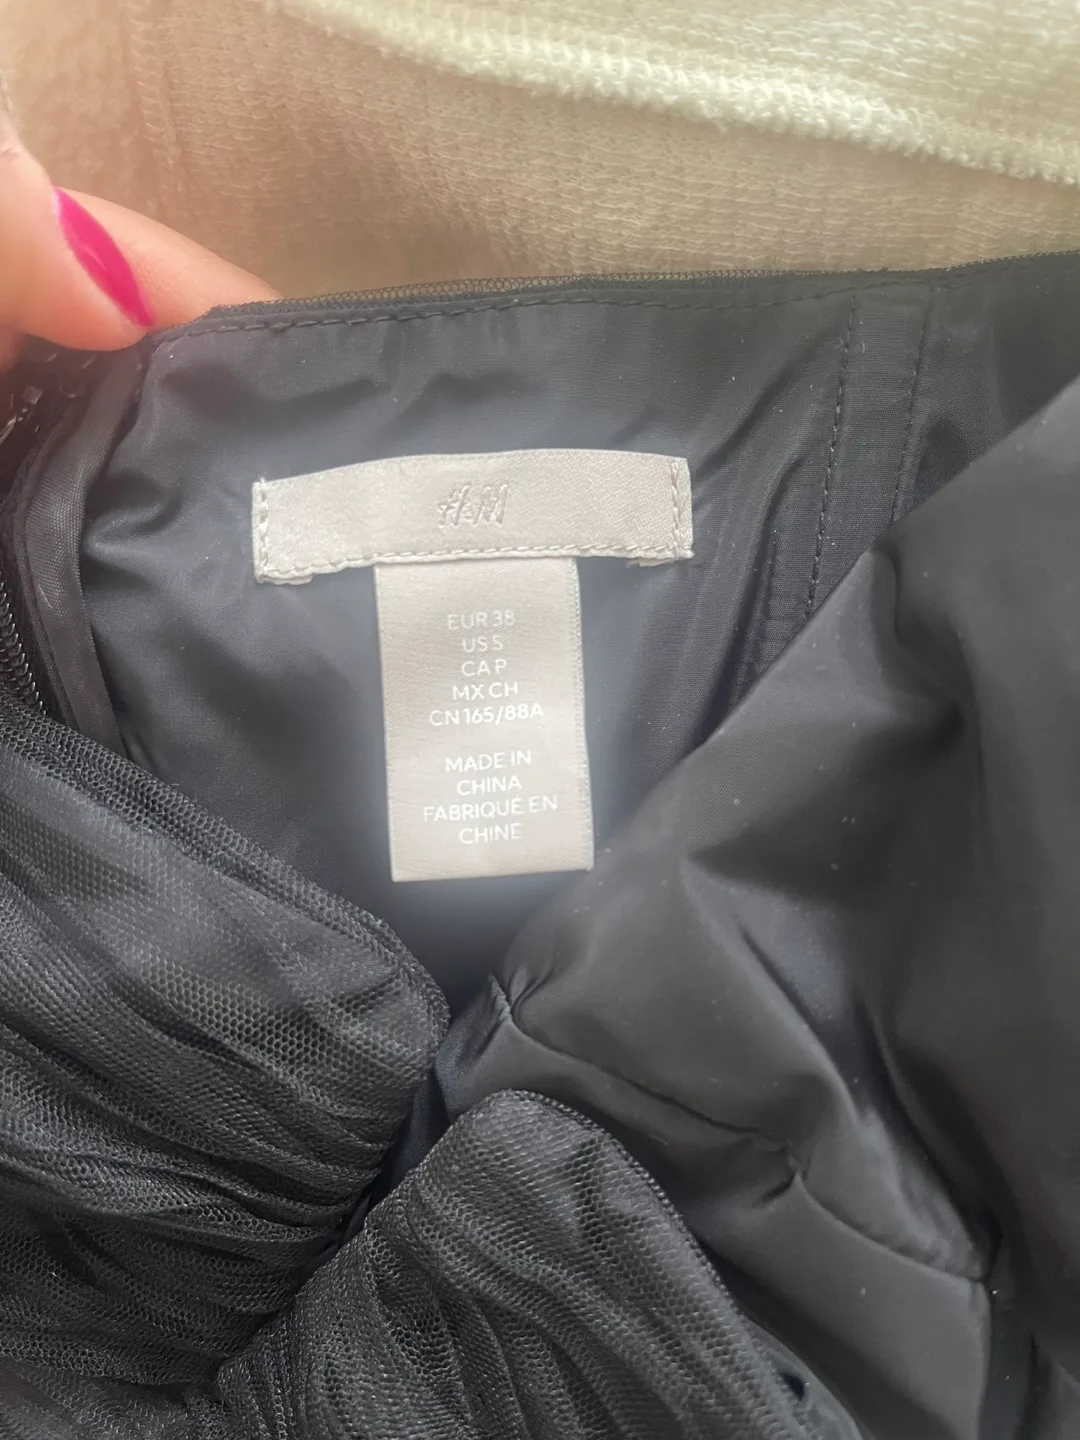 H&M
EUR 38
US S
CA P
MX CH
CN 165/88A
MADE IN
CHINA
FABRIQUÉ EN
CHINE